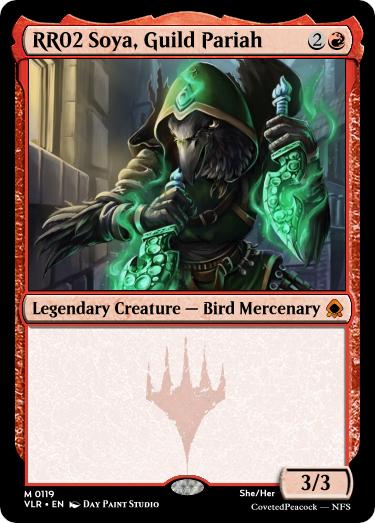 RR02 Soya, Guild Pariah 2
Legendary Creature — Bird Mercenary
3/3
M 0119
She/Her
VLR • EN Day Paint Studio
CovetedPeacock — NFS